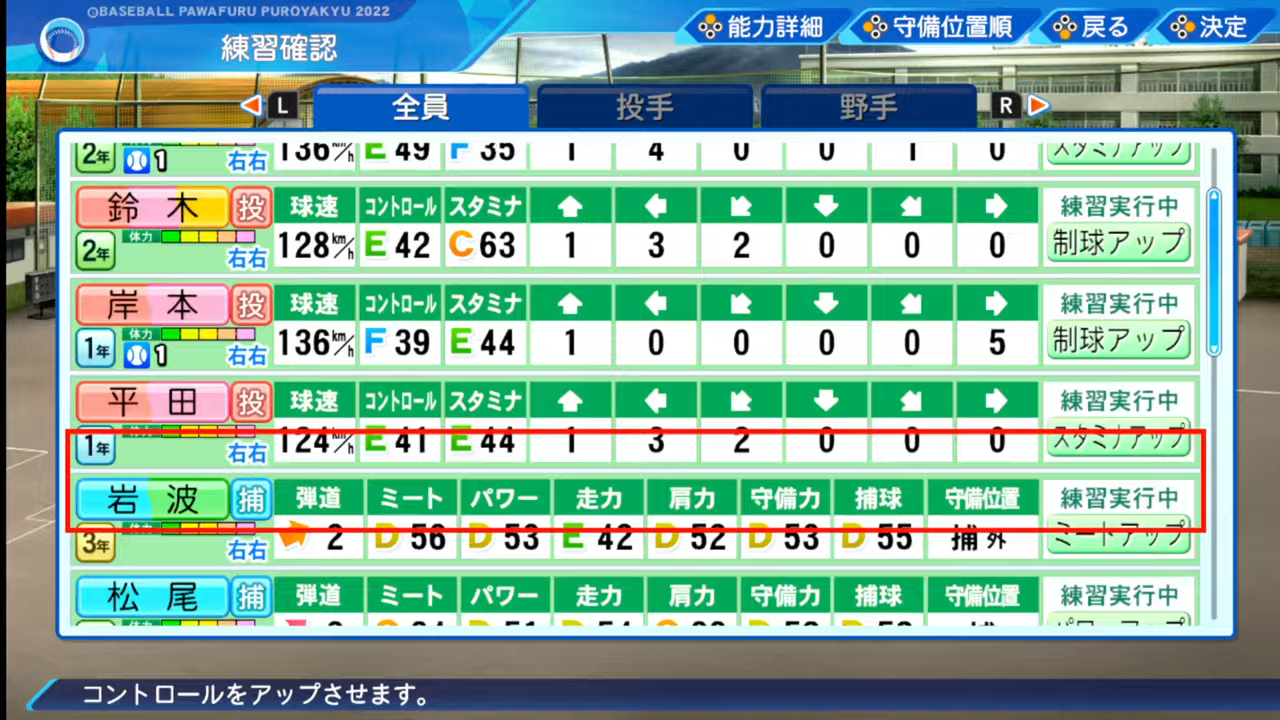 ©BASEBALL PAWAFURU PUROYAKYU 2022
練習確認
能力詳細 守備位置順 戻る 決定
L 全員 投手 野手 R
2年 1 右右 136km/h E 49 F 35 1 4 0 0 1 0 スタミナアップ
鈴木 投 球速 コントロール スタミナ 練習実行中
2年 体力 右右 128km/h E 42 C 63 1 3 2 0 0 0 制球アップ
岸本 投 球速 コントロール スタミナ 練習実行中
1年 体力 1 右右 136km/h F 39 E 44 1 0 0 0 0 5 制球アップ
平田 投 球速 コントロール スタミナ 練習実行中
1年 右右 124km/h E 41 E 44 1 3 2 0 0 0 スタミナアップ
岩波 捕 弾道 ミート パワー 走力 肩力 守備力 捕球 守備位置 練習実行中
3年 右右 2 D 56 D 53 E 42 D 52 D 53 D 55 捕外 ミートアップ
松尾 捕 弾道 ミート パワー 走力 肩力 守備力 捕球 守備位置 練習実行中
コントロールをアップさせます。